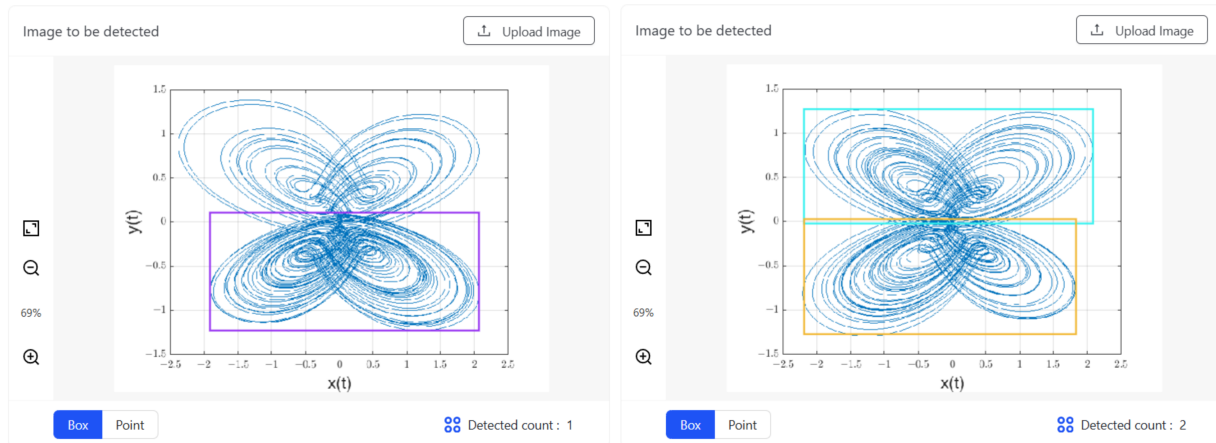 Image to be detected
Upload Image
1.5
1
0.5
0
−0.5
−1
−1.5
y(t)
−2.5 −2 −1.5 −1 −0.5 0 0.5 1 1.5 2 2.5
x(t)
69%
Box Point
Detected count : 1
Image to be detected
Upload Image
1.5
1
0.5
0
−0.5
−1
−1.5
y(t)
−2.5 −2 −1.5 −1 −0.5 0 0.5 1 1.5 2 2.5
x(t)
69%
Box Point
Detected count : 2